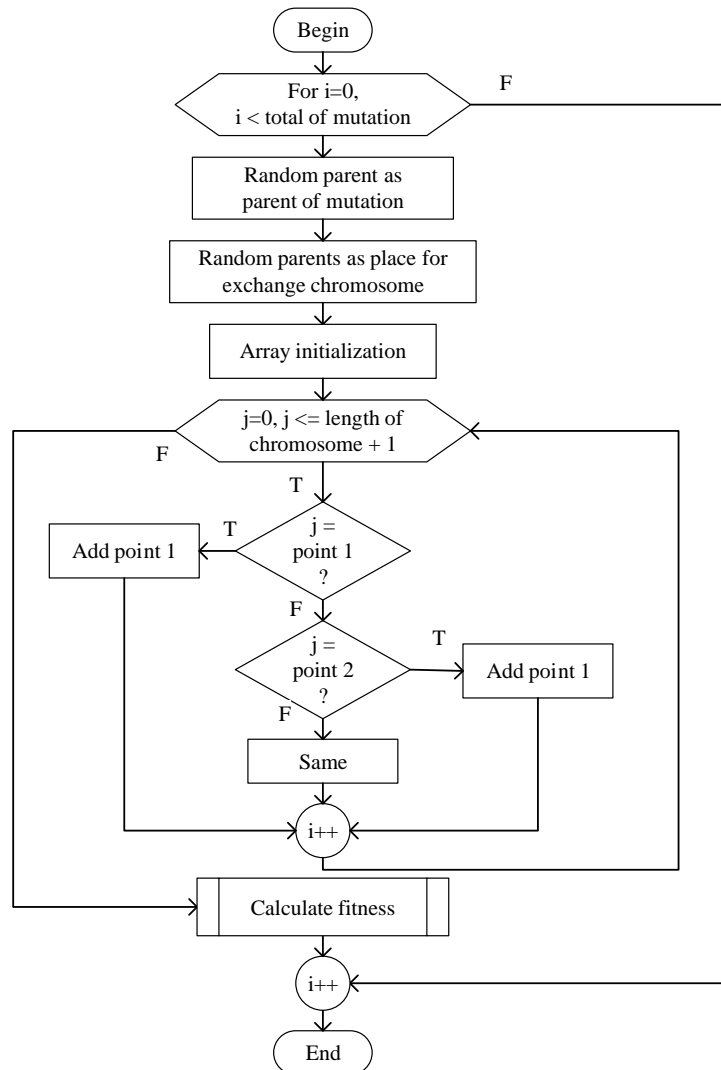 Begin
For i=0,
i < total of mutation
F
Random parent as
parent of mutation
Random parents as place for
exchange chromosome
Array initialization
j=0, j <= length of
chromosome + 1
F
T
j =
point 1
?
T
Add point 1
F
j =
point 2
?
T
Add point 1
F
Same
i++
Calculate fitness
i++
End